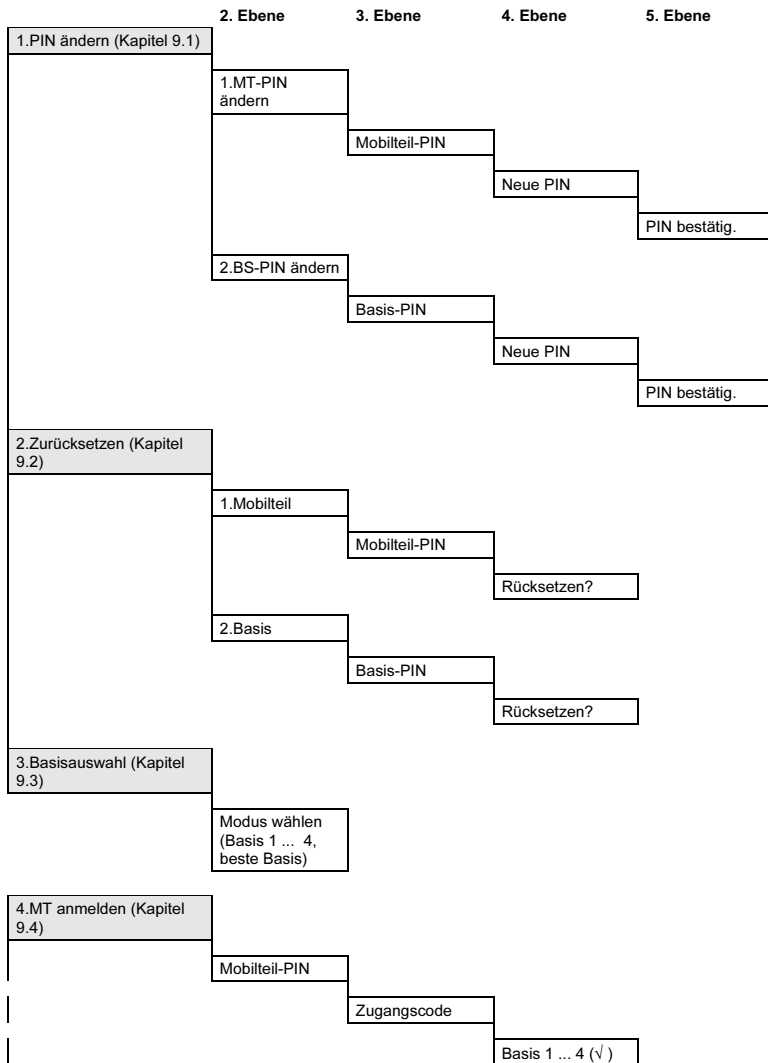 2. Ebene 3. Ebene 4. Ebene 5. Ebene
1.PIN ändern (Kapitel 9.1)
1.MT-PIN
ändern
Mobilteil-PIN
Neue PIN
PIN bestätig.
2.BS-PIN ändern
Basis-PIN
Neue PIN
PIN bestätig.
2.Zurücksetzen (Kapitel
9.2)
1.Mobilteil
Mobilteil-PIN
Rücksetzen?
2.Basis
Basis-PIN
Rücksetzen?
3.Basisauswahl (Kapitel
9.3)
Modus wählen
(Basis 1 ... 4,
beste Basis)
4.MT anmelden (Kapitel
9.4)
Mobilteil-PIN
Zugangscode
Basis 1 ... 4 (√ )